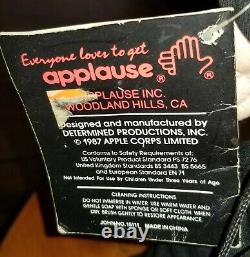 Everyone loves to get
applause® ®
APPLAUSE INC.
WOODLAND HILLS, CA
Designed and manufactured by
DETERMINED PRODUCTIONS, INC.
© 1987 APPLE CORPS LIMITED
Conforms to Safety Requirements of:
US Voluntary Product Standard PS 72.76
United Kingdom Standards BS 3443 BS 5665
and European Standard EN 71
Not Intended For Use By Children Under Three Years of Age
CLEANING INSTRUCTIONS
DO NOT IMMERSE IN WATER. USE WARM WATER AND
GENTLE SOAP WITH SPONGE OR SOFT CLOTH. WHEN
DRY, BRUSH GENTLY TO RESTORE APPEARANCE.
JOHN/NO. MADE IN CHINA